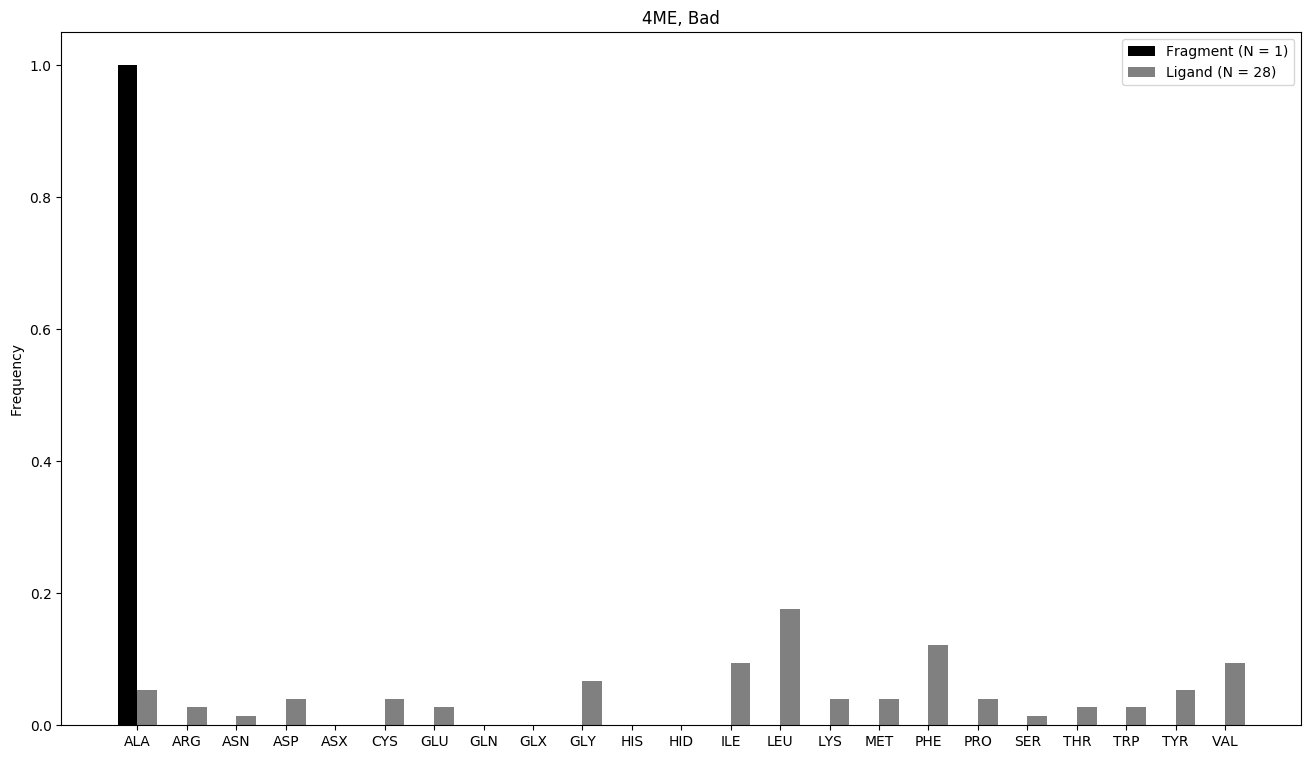 4ME, Bad
Fragment (N = 1)
Ligand (N = 28)
Frequency
1.0
0.8
0.6
0.4
0.2
0.0
ALA ARG ASN ASP ASX CYS GLU GLN GLX GLY HIS HID ILE LEU LYS MET PHE PRO SER THR TRP TYR VAL